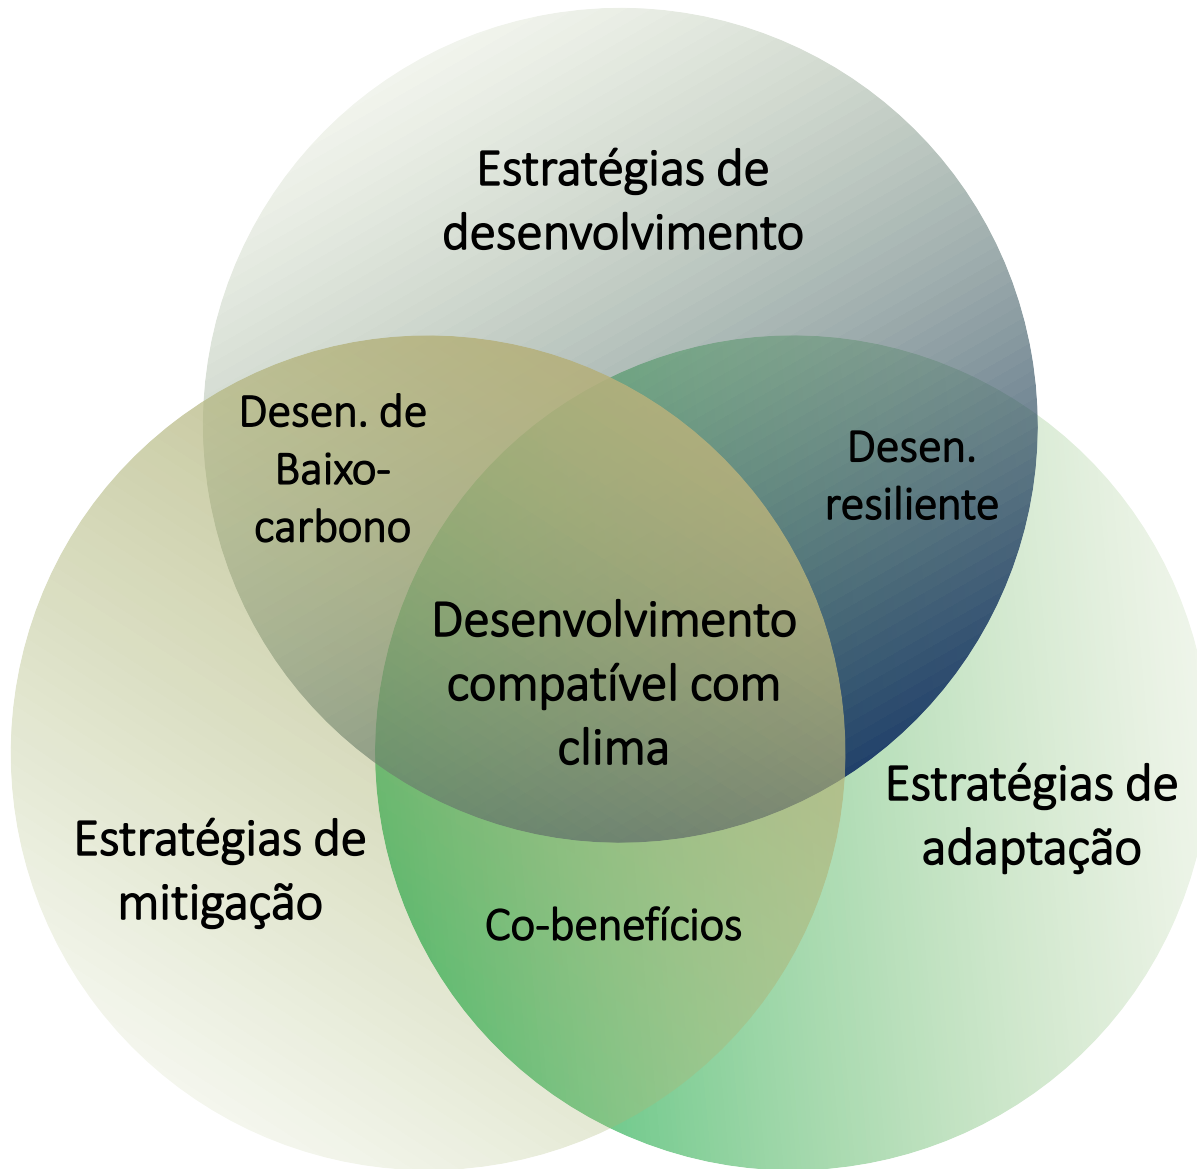 Estratégias de
desenvolvimento
Desen. de
Baixo-
carbono
Desen.
resiliente
Desenvolvimento
compatível com
clima
Estratégias de
mitigação
Estratégias de
adaptação
Co-benefícios